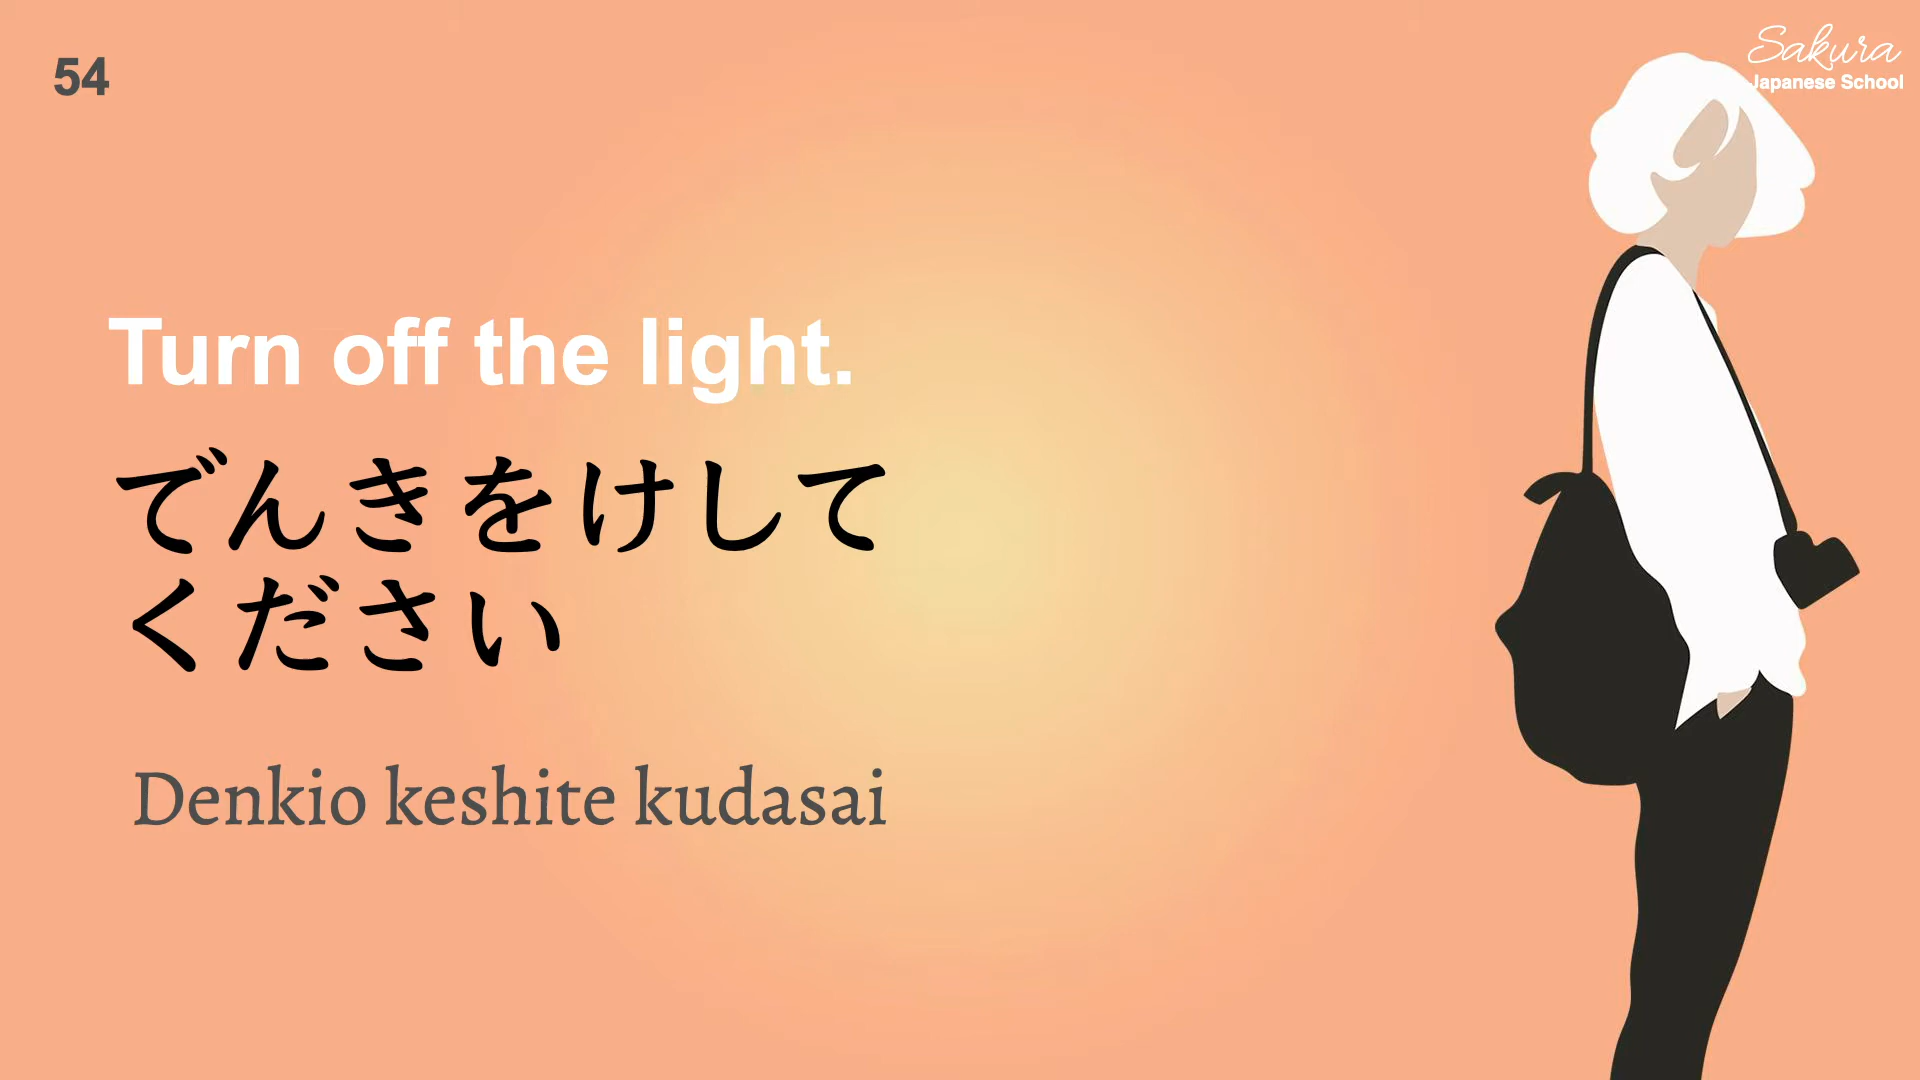 54
Sakura
Japanese School
Turn off the light.
でんきをけして
ください
Denkio keshite kudasai